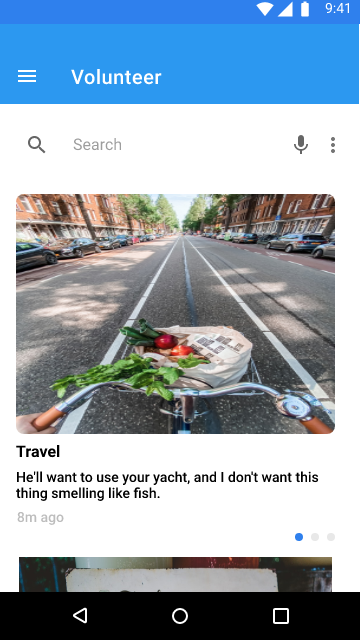 9:41
Volunteer
Search
Travel
He'll want to use your yacht, and I don't want this
thing smelling like fish.
8m ago